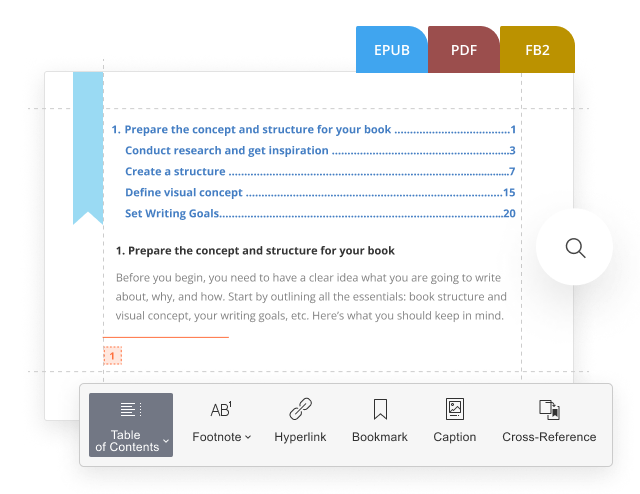 EPUB PDF FB2
1. Prepare the concept and structure for your book ........................................1
Conduct research and get inspiration ..............................................................3
Create a structure ................................................................................................7
Define visual concept .........................................................................................15
Set Writing Goals.................................................................................................20
1. Prepare the concept and structure for your book
Before you begin, you need to have a clear idea what you are going to write
about, why, and how. Start by outlining all the essentials: book structure and
visual concept, your writing goals, etc. Here’s what you should keep in mind.
1
AB1
Table
of Contents
Footnote
Hyperlink
Bookmark
Caption
Cross-Reference